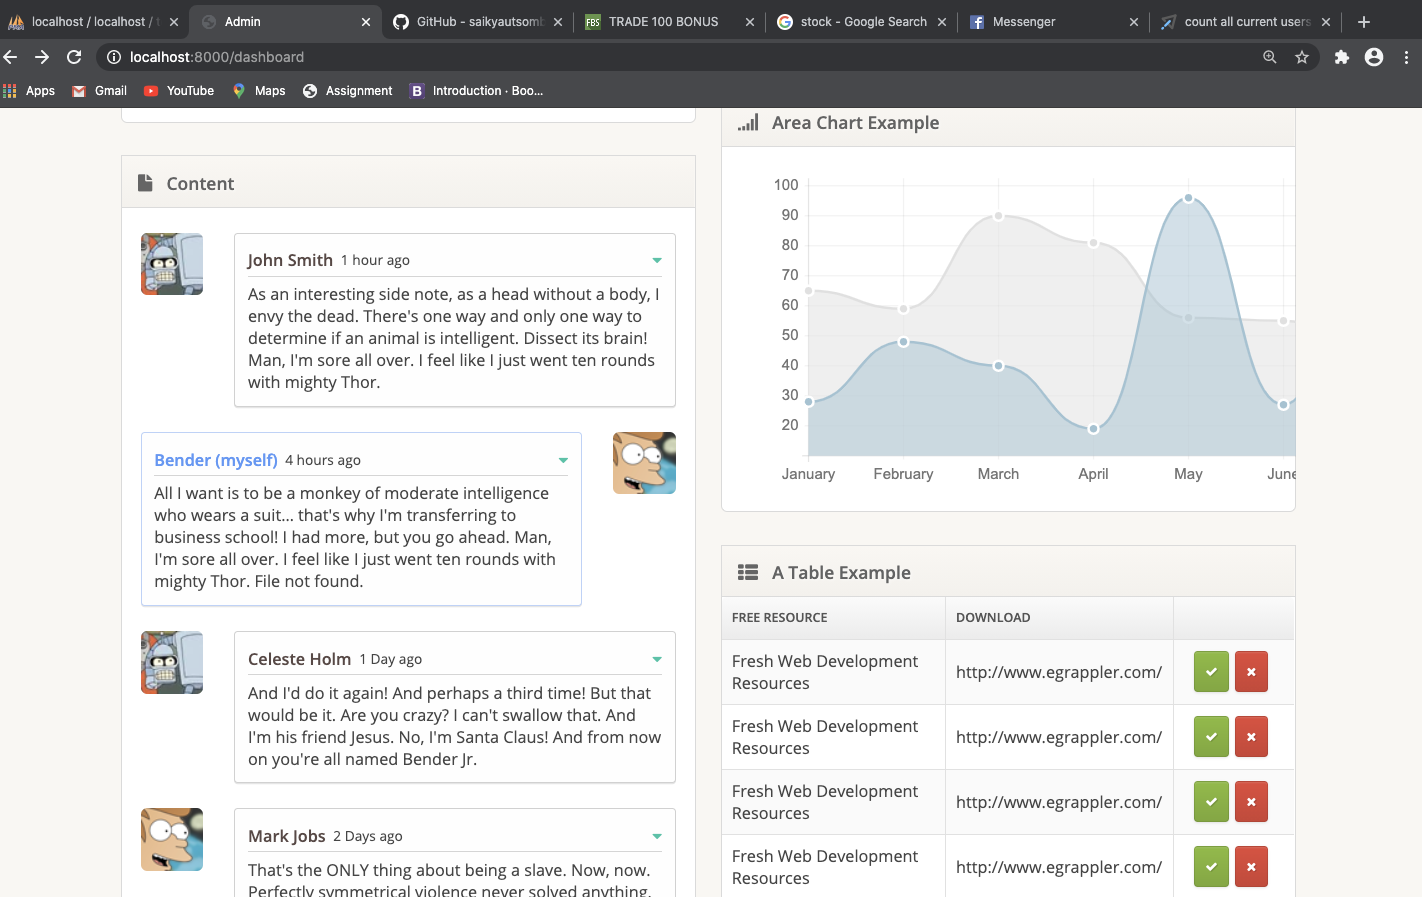 localhost / localhost / t
Admin
GitHub - saikyautsomb
TRADE 100 BONUS
stock - Google Search
Messenger
count all current users
localhost:8000/dashboard
Apps
Gmail
YouTube
Maps
Assignment
Introduction · Boo...
Content
John Smith 1 hour ago
As an interesting side note, as a head without a body, I
envy the dead. There's one way and only one way to
determine if an animal is intelligent. Dissect its brain!
Man, I'm sore all over. I feel like I just went ten rounds
with mighty Thor.
Bender (myself) 4 hours ago
All I want is to be a monkey of moderate intelligence
who wears a suit... that's why I'm transferring to
business school! I had more, but you go ahead. Man,
I'm sore all over. I feel like I just went ten rounds with
mighty Thor. File not found.
Celeste Holm 1 Day ago
And I'd do it again! And perhaps a third time! But that
would be it. Are you crazy? I can't swallow that. And
I'm his friend Jesus. No, I'm Santa Claus! And from now
on you're all named Bender Jr.
Mark Jobs 2 Days ago
That's the ONLY thing about being a slave. Now, now.
Perfectly symmetrical violence never solved anything.
Area Chart Example
100
90
80
70
60
50
40
30
20
January February March April May June
A Table Example
FREE RESOURCE DOWNLOAD
Fresh Web Development
Resources
http://www.egrappler.com/
Fresh Web Development
Resources
http://www.egrappler.com/
Fresh Web Development
Resources
http://www.egrappler.com/
Fresh Web Development
Resources
http://www.egrappler.com/